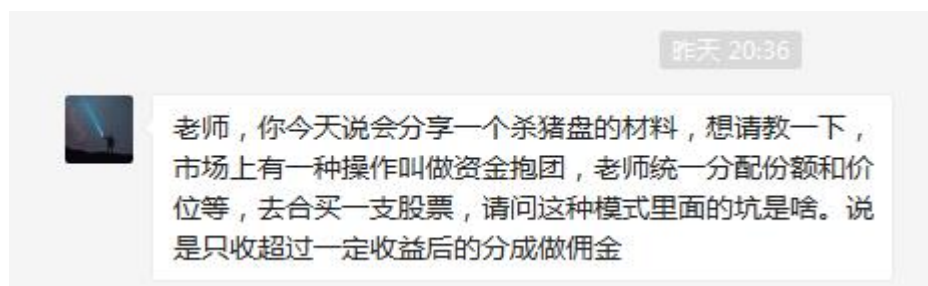 昨天 20:36
老师，你今天说会分享一个杀猪盘的材料，想请教一下，
市场上有一种操作叫做资金抱团，老师统一分配份额和价
位等，去合买一支股票，请问这种模式里面的坑是啥。说
是只收超过一定收益后的分成做佣金